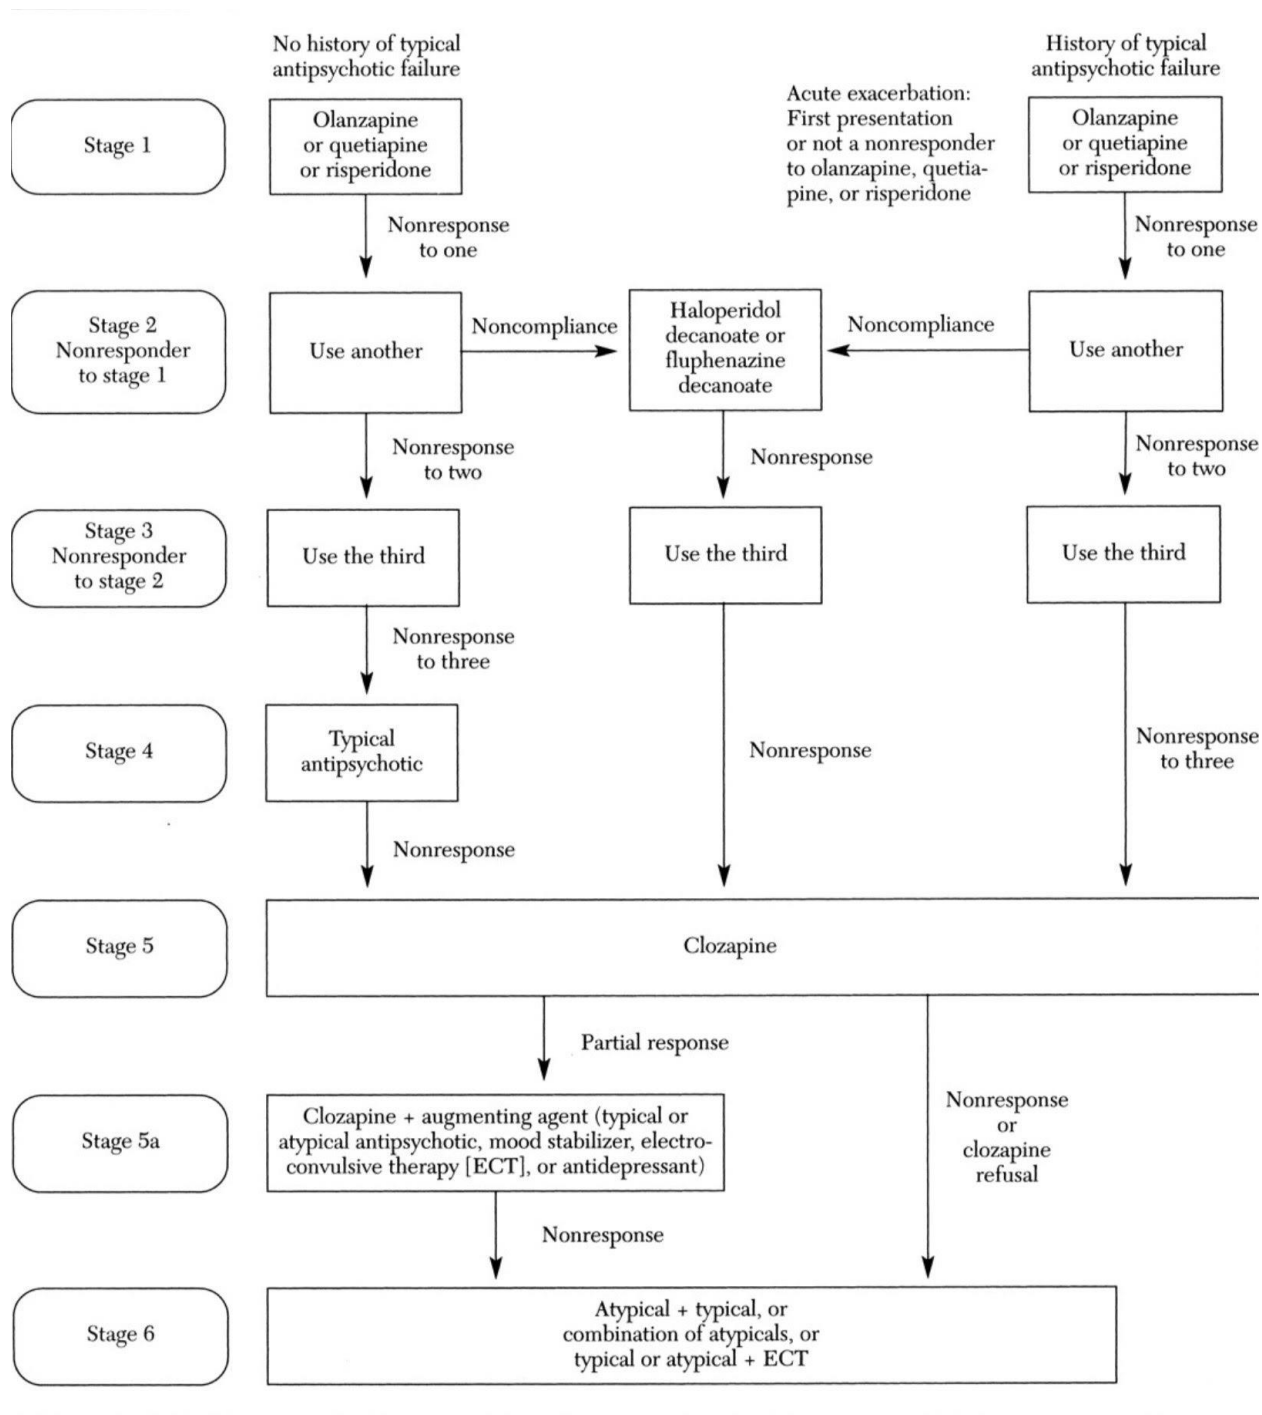 No history of typical
antipsychotic failure
History of typical
antipsychotic failure
Acute exacerbation:
First presentation
or not a nonresponder
to olanzapine, quetia-
pine, or risperidone
Stage 1
Olanzapine
or quetiapine
or risperidone
Olanzapine
or quetiapine
or risperidone
Nonresponse
to one
Nonresponse
to one
Stage 2
Nonresponder
to stage 1
Use another
Noncompliance
Haloperidol
decanoate or
fluphenazine
decanoate
Noncompliance
Use another
Nonresponse
to two
Nonresponse
Nonresponse
to two
Stage 3
Nonresponder
to stage 2
Use the third
Use the third
Use the third
Nonresponse
to three
Stage 4
Typical
antipsychotic
Nonresponse
Nonresponse
to three
Nonresponse
Stage 5
Clozapine
Partial response
Nonresponse
or
clozapine
refusal
Stage 5a
Clozapine + augmenting agent (typical or
atypical antipsychotic, mood stabilizer, electro-
convulsive therapy [ECT], or antidepressant)
Nonresponse
Stage 6
Atypical + typical, or
combination of atypicals, or
typical or atypical + ECT